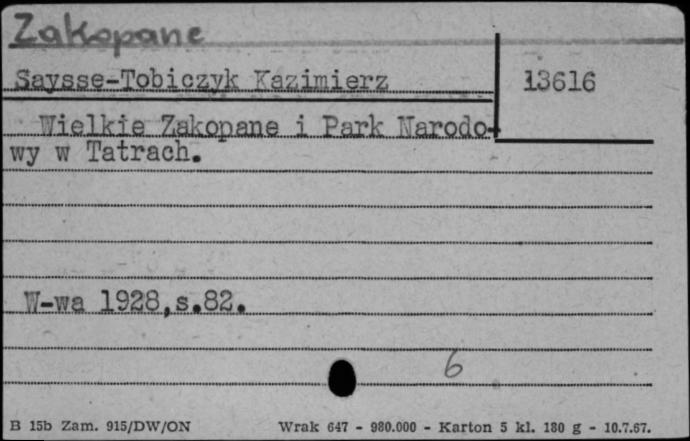 Zakopane
Saysse-Tobiczyk Kazimierz 13616
Wielkie Zakopane i Park Narodo-
wy w Tatrach.
W-wa 1928,s.82.
6
B 15b Zam. 915/DW/ON Wrak 647 - 980.000 - Karton 5 kl. 180 g - 10.7.67.